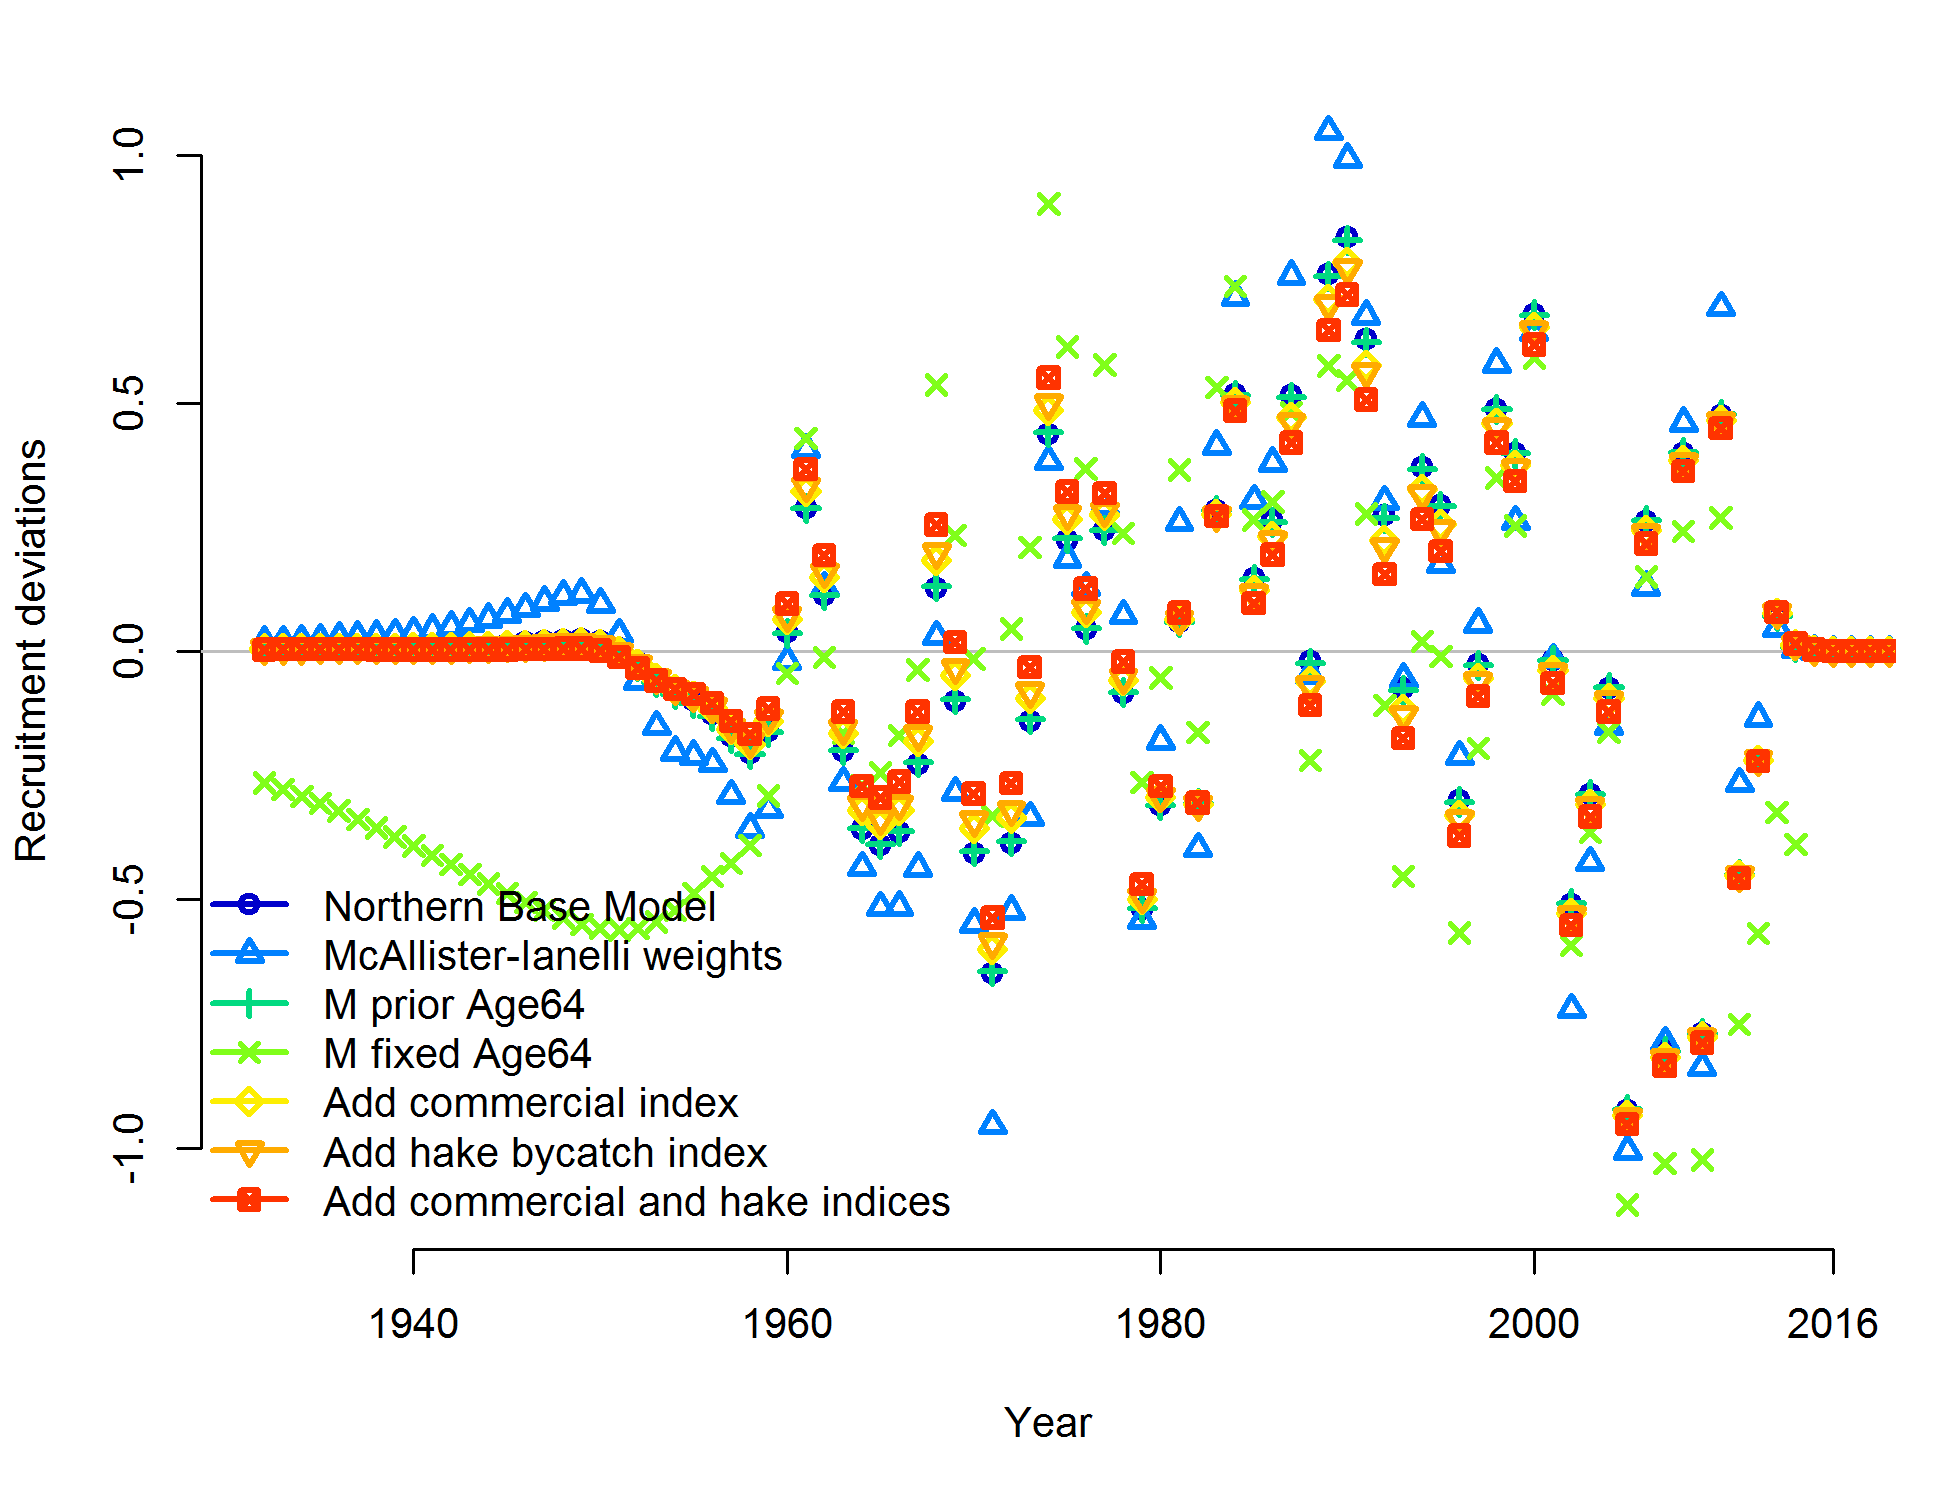 Recruitment deviations
1.0
0.5
0.0
-0.5
-1.0
Northern Base Model
McAllister-Ianelli weights
M prior Age64
M fixed Age64
Add commercial index
Add hake bycatch index
Add commercial and hake indices
1940
1960
1980
2000
2016
Year